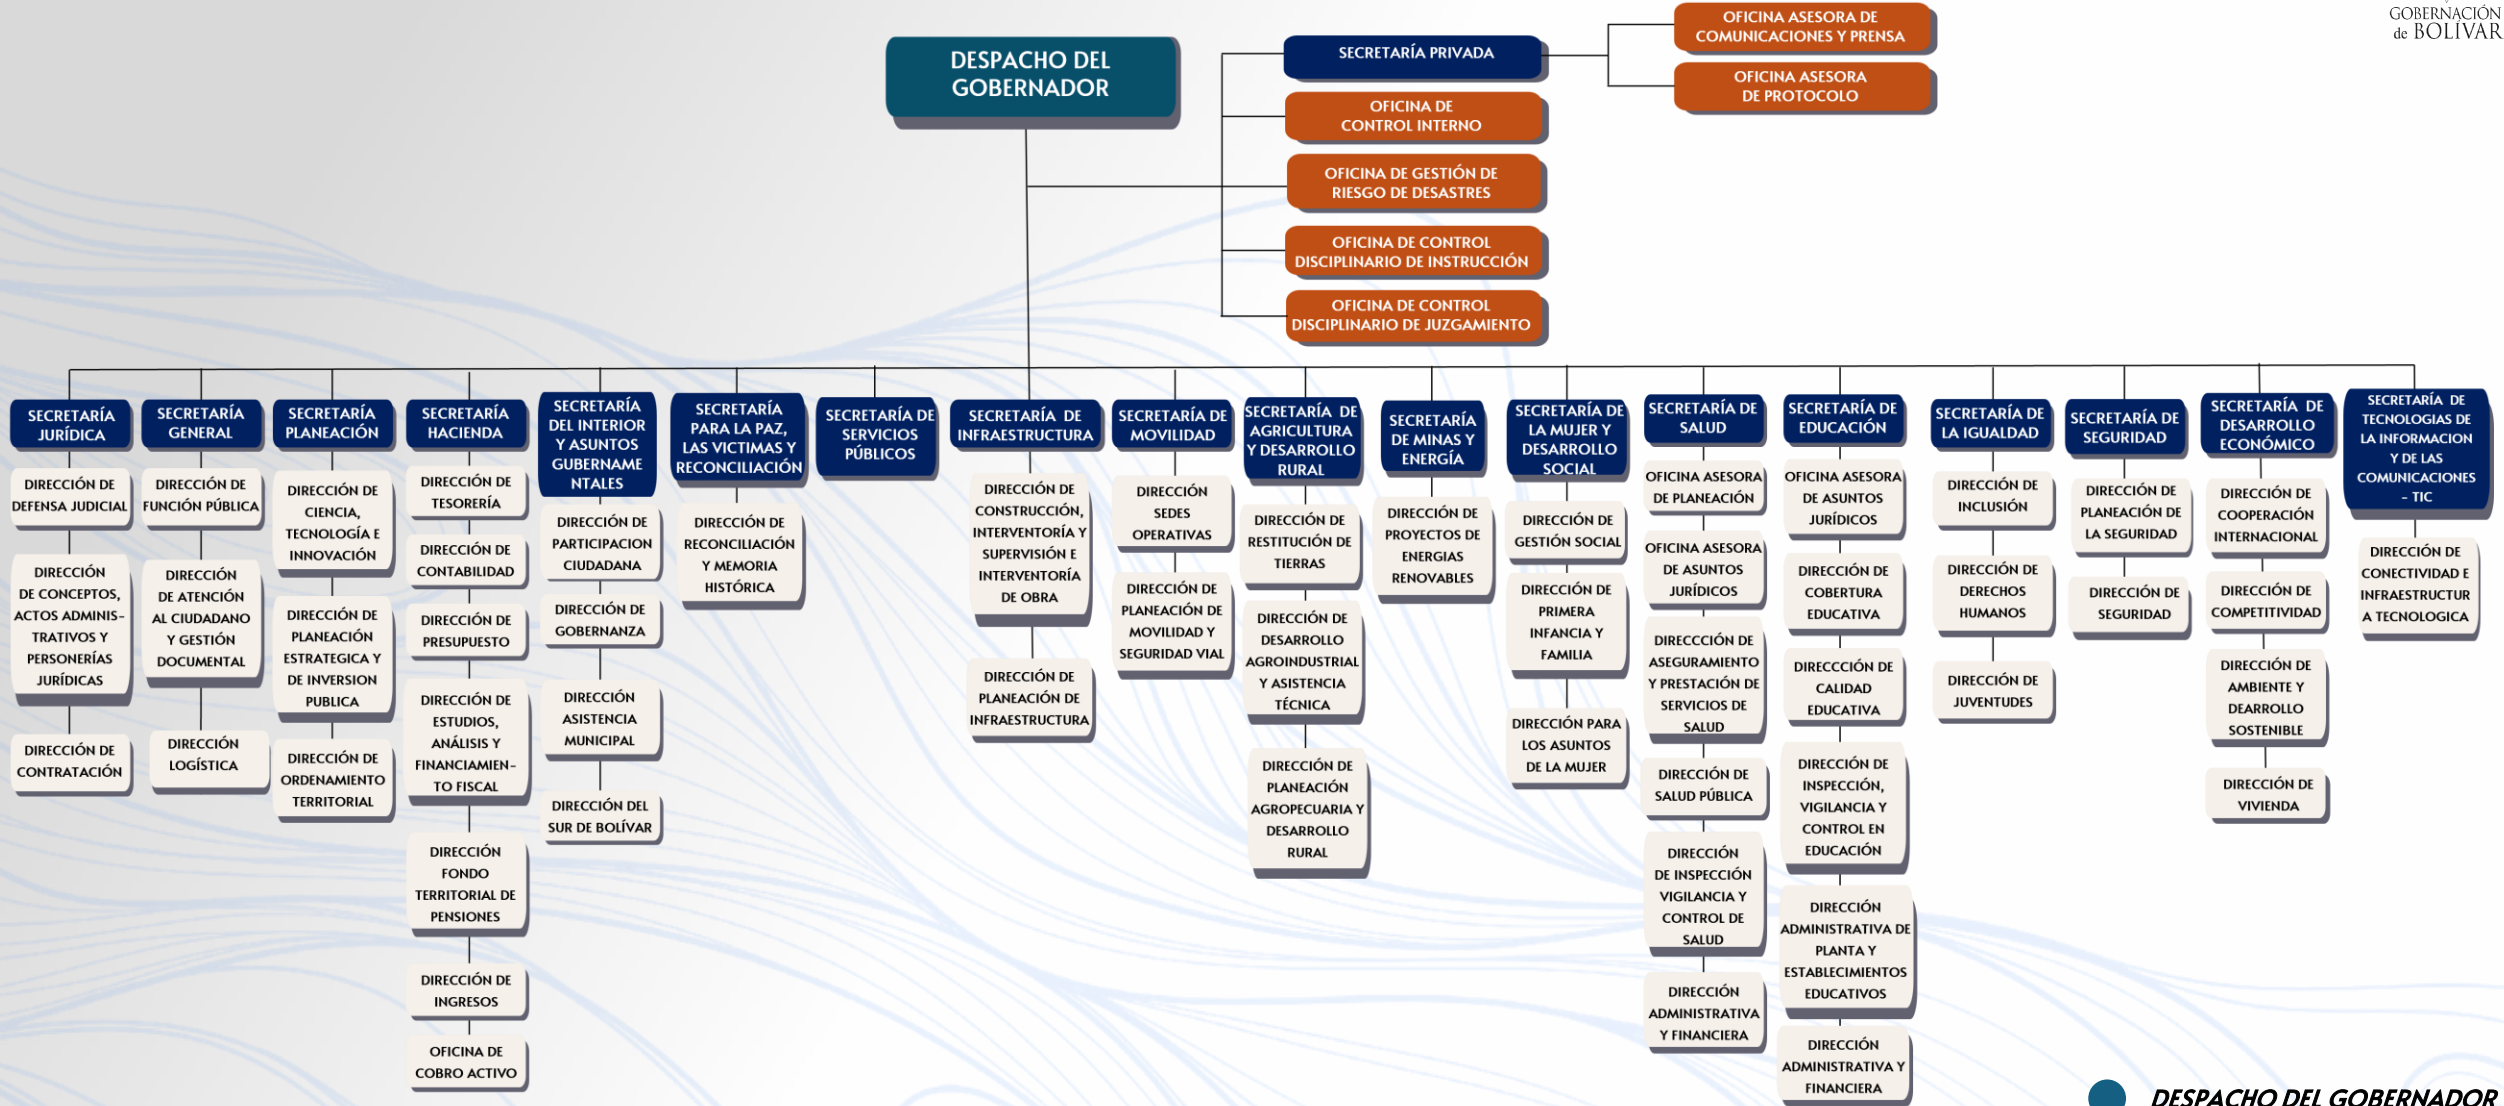 GOBERNACIÓN
de BOLÍVAR
DESPACHO DEL
GOBERNADOR
SECRETARÍA PRIVADA
OFICINA ASESORA DE
COMUNICACIONES Y PRENSA
OFICINA ASESORA
DE PROTOCOLO
OFICINA DE
CONTROL INTERNO
OFICINA DE GESTIÓN DE
RIESGO DE DESASTRES
OFICINA DE CONTROL
DISCIPLINARIO DE INSTRUCCIÓN
OFICINA DE CONTROL
DISCIPLINARIO DE JUZGAMIENTO
SECRETARÍA
JURÍDICA
DIRECCIÓN DE
DEFENSA JUDICIAL
DIRECCIÓN
DE CONCEPTOS,
ACTOS ADMINIS-
TRATIVOS Y
PERSONERÍAS
JURÍDICAS
DIRECCIÓN DE
CONTRATACIÓN
SECRETARÍA
GENERAL
DIRECCIÓN DE
FUNCIÓN PÚBLICA
DIRECCIÓN
DE ATENCIÓN
AL CIUDADANO
Y GESTIÓN
DOCUMENTAL
DIRECCIÓN
LOGÍSTICA
SECRETARÍA
PLANEACIÓN
DIRECCIÓN DE
CIENCIA,
TECNOLOGÍA E
INNOVACIÓN
DIRECCIÓN DE
PLANEACIÓN
ESTRATEGICA Y
DE INVERSION
PUBLICA
DIRECCIÓN DE
ORDENAMIENTO
TERRITORIAL
SECRETARÍA
HACIENDA
DIRECCIÓN DE
TESORERÍA
DIRECCIÓN DE
CONTABILIDAD
DIRECCIÓN DE
PRESUPUESTO
DIRECCIÓN DE
ESTUDIOS,
ANÁLISIS Y
FINANCIAMIEN-
TO FISCAL
DIRECCIÓN
FONDO
TERRITORIAL DE
PENSIONES
DIRECCIÓN DE
INGRESOS
OFICINA DE
COBRO ACTIVO
SECRETARÍA
DEL INTERIOR
Y ASUNTOS
GUBERNAME
NTALES
DIRECCIÓN DE
PARTICIPACION
CIUDADANA
DIRECCIÓN DE
GOBERNANZA
DIRECCIÓN
ASISTENCIA
MUNICIPAL
DIRECCIÓN DEL
SUR DE BOLÍVAR
SECRETARÍA
PARA LA PAZ,
LAS VICTIMAS Y
RECONCILIACIÓN
DIRECCIÓN DE
RECONCILIACIÓN
Y MEMORIA
HISTÓRICA
SECRETARÍA DE
SERVICIOS
PÚBLICOS
SECRETARÍA DE
INFRAESTRUCTURA
DIRECCIÓN DE
CONSTRUCCIÓN,
INTERVENTORÍA Y
SUPERVISIÓN E
INTERVENTORÍA
DE OBRA
DIRECCIÓN DE
PLANEACIÓN DE
INFRAESTRUCTURA
SECRETARÍA DE
MOVILIDAD
DIRECCIÓN
SEDES
OPERATIVAS
DIRECCIÓN DE
PLANEACIÓN DE
MOVILIDAD Y
SEGURIDAD VIAL
SECRETARÍA DE
AGRICULTURA
Y DESARROLLO
RURAL
DIRECCIÓN DE
RESTITUCIÓN DE
TIERRAS
DIRECCIÓN DE
DESARROLLO
AGROINDUSTRIAL
Y ASISTENCIA
TÉCNICA
DIRECCIÓN DE
PLANEACIÓN
AGROPECUARIA Y
DESARROLLO
RURAL
SECRETARÍA
DE MINAS Y
ENERGÍA
DIRECCIÓN DE
PROYECTOS DE
ENERGIAS
RENOVABLES
SECRETARÍA DE
LA MUJER Y
DESARROLLO
SOCIAL
DIRECCIÓN DE
GESTIÓN SOCIAL
DIRECCIÓN DE
PRIMERA
INFANCIA Y
FAMILIA
DIRECCIÓN PARA
LOS ASUNTOS
DE LA MUJER
SECRETARÍA DE
SALUD
OFICINA ASESORA
DE PLANEACIÓN
OFICINA ASESORA
DE ASUNTOS
JURÍDICOS
DIRECCCIÓN DE
ASEGURAMIENTO
Y PRESTACIÓN DE
SERVICIOS DE
SALUD
DIRECCIÓN DE
SALUD PÚBLICA
DIRECCIÓN
DE INSPECCIÓN
VIGILANCIA Y
CONTROL DE
SALUD
DIRECCIÓN
ADMINISTRATIVA
Y FINANCIERA
SECRETARÍA DE
EDUCACIÓN
OFICINA ASESORA
DE ASUNTOS
JURÍDICOS
DIRECCIÓN DE
COBERTURA
EDUCATIVA
DIRECCCIÓN DE
CALIDAD
EDUCATIVA
DIRECCIÓN DE
INSPECCIÓN,
VIGILANCIA Y
CONTROL EN
EDUCACIÓN
DIRECCIÓN
ADMINISTRATIVA DE
PLANTA Y
ESTABLECIMIENTOS
EDUCATIVOS
DIRECCIÓN
ADMINISTRATIVA Y
FINANCIERA
SECRETARÍA DE
LA IGUALDAD
DIRECCIÓN DE
INCLUSIÓN
DIRECCIÓN DE
DERECHOS
HUMANOS
DIRECCIÓN DE
JUVENTUDES
SECRETARÍA DE
SEGURIDAD
DIRECCIÓN DE
PLANEACIÓN DE
LA SEGURIDAD
DIRECCIÓN DE
SEGURIDAD
SECRETARÍA DE
DESARROLLO
ECONÓMICO
DIRECCIÓN DE
COOPERACIÓN
INTERNACIONAL
DIRECCIÓN DE
COMPETITIVIDAD
DIRECCIÓN DE
AMBIENTE Y
DEARROLLO
SOSTENIBLE
DIRECCIÓN DE
VIVIENDA
SECRETARÍA DE
TECNOLOGIAS DE
LA INFORMACION
Y DE LAS
COMUNICACIONES
- TIC
DIRECCIÓN DE
CONECTIVIDAD E
INFRAESTRUCTUR
A TECNOLOGICA
DESPACHO DEL GOBERNADOR